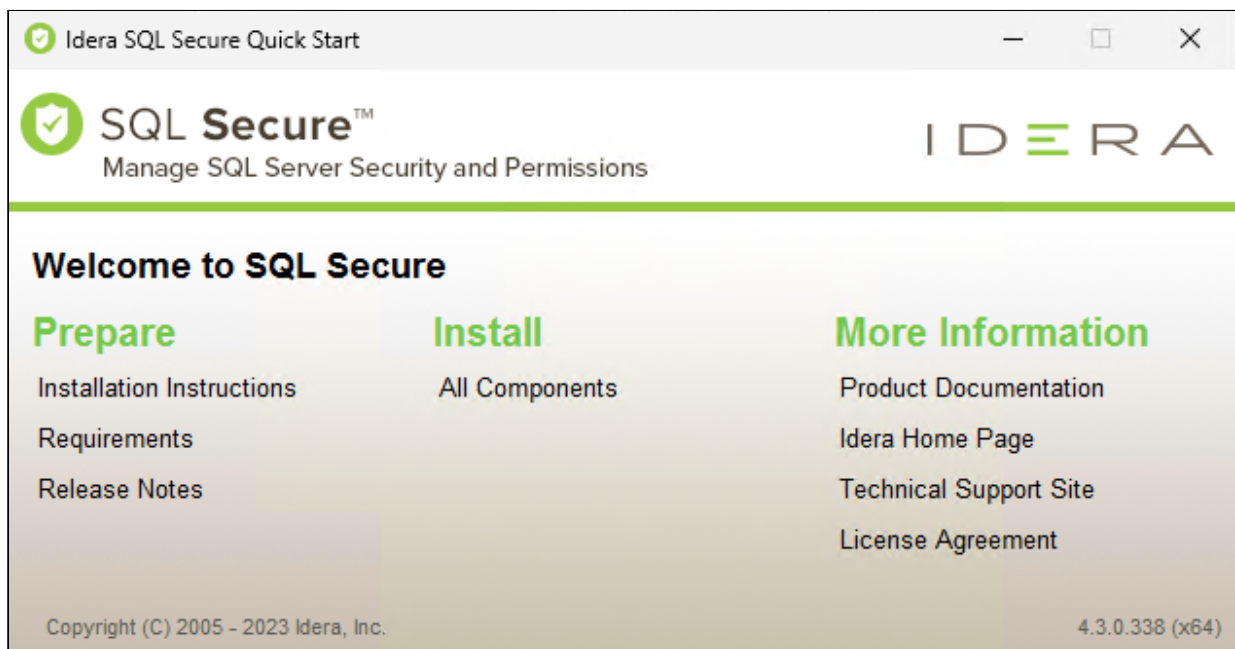 Idera SQL Secure Quick Start
SQL Secure™
Manage SQL Server Security and Permissions
IDERA
Welcome to SQL Secure
Prepare
Installation Instructions
Requirements
Release Notes
Install
All Components
More Information
Product Documentation
Idera Home Page
Technical Support Site
License Agreement
Copyright (C) 2005 - 2023 Idera, Inc.
4.3.0.338 (x64)